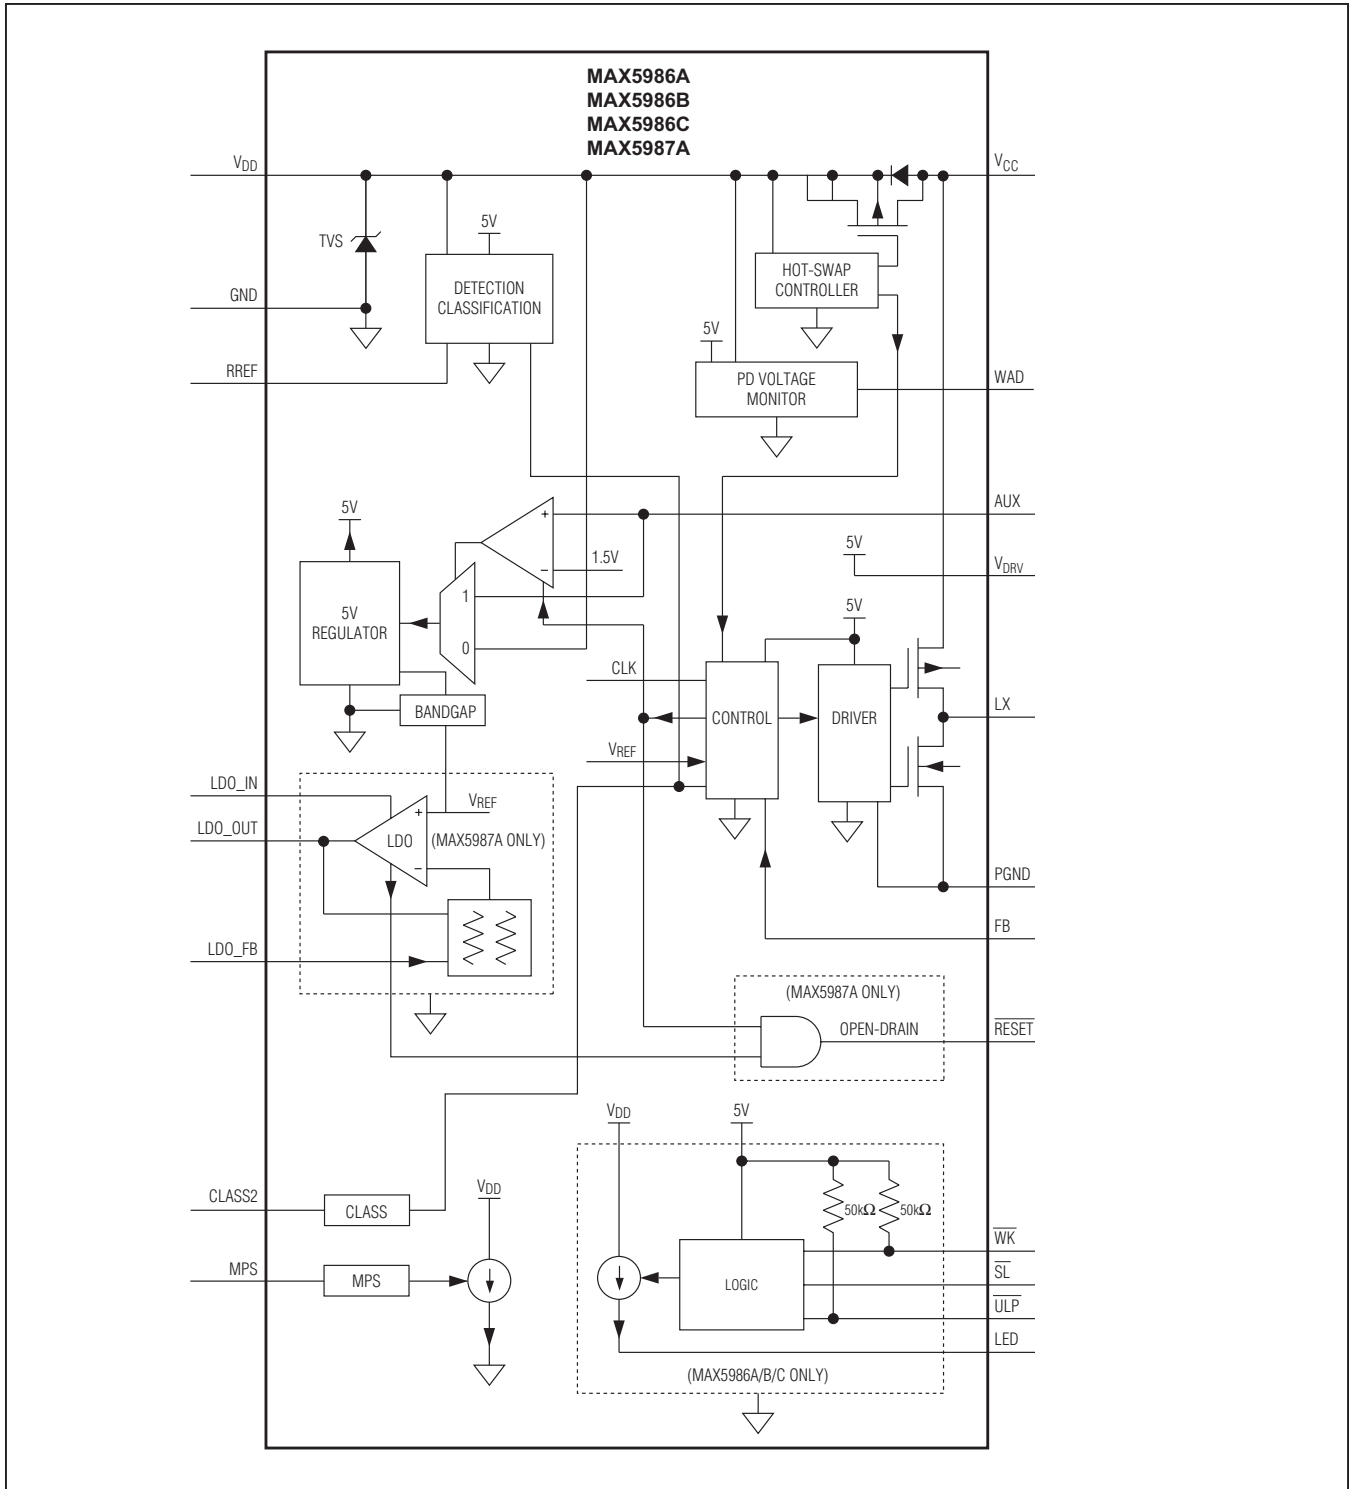 MAX5986A
MAX5986B
MAX5986C
MAX5987A
VDD
VCC
TVS
5V
DETECTION
CLASSIFICATION
HOT-SWAP
CONTROLLER
GND
5V
RREF
PD VOLTAGE
MONITOR
WAD
5V
+
AUX
1.5V
−
5V
VDRV
1
5V
5V
REGULATOR
0
CLK
BANDGAP
CONTROL
DRIVER
LX
VREF
LDO_IN
+
VREF
LDO_OUT
LDO
(MAX5987A ONLY)
−
PGND
FB
LDO_FB
(MAX5987A ONLY)
OPEN-DRAIN
RESET
VDD
5V
CLASS2
CLASS
VDD
50kΩ
50kΩ
WK
MPS
MPS
LOGIC
SL
ULP
LED
(MAX5986A/B/C ONLY)